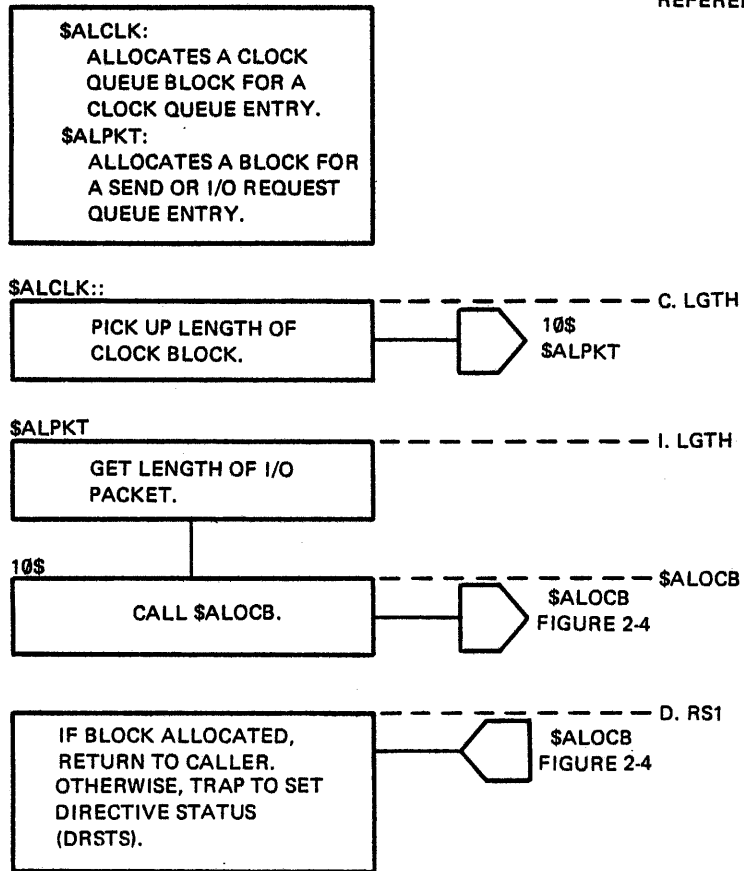 $ALCLK:
ALLOCATES A CLOCK
QUEUE BLOCK FOR A
CLOCK QUEUE ENTRY.
$ALPKT:
ALLOCATES A BLOCK FOR
A SEND OR I/O REQUEST
QUEUE ENTRY.
$ALCLK::
C. LGTH
PICK UP LENGTH OF
CLOCK BLOCK.
10$
$ALPKT
$ALPKT
I. LGTH
GET LENGTH OF I/O
PACKET.
10$
$ALOCB
CALL $ALOCB.
$ALOCB
FIGURE 2-4
D. RS1
IF BLOCK ALLOCATED,
RETURN TO CALLER.
OTHERWISE, TRAP TO SET
DIRECTIVE STATUS
(DRSTS).
$ALOCB
FIGURE 2-4